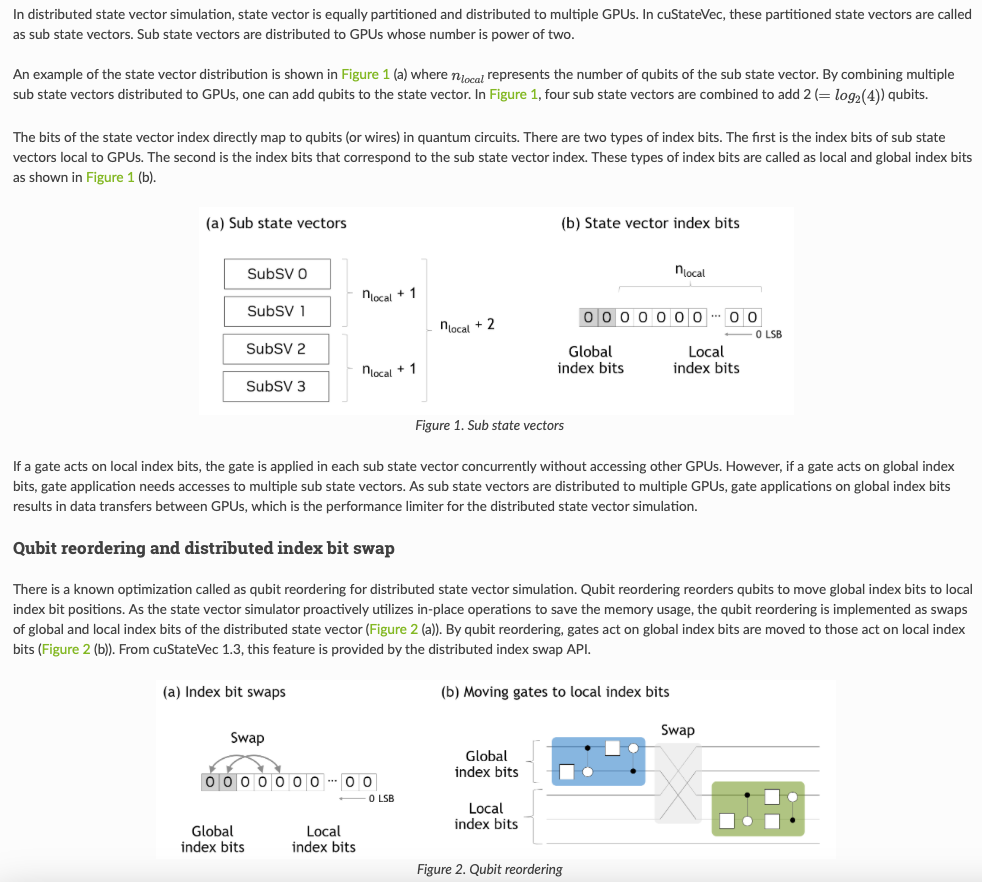 In distributed state vector simulation, state vector is equally partitioned and distributed to multiple GPUs. In cuStateVec, these partitioned state vectors are called
as sub state vectors. Sub state vectors are distributed to GPUs whose number is power of two.
An example of the state vector distribution is shown in Figure 1 (a) where n_local represents the number of qubits of the sub state vector. By combining multiple
sub state vectors distributed to GPUs, one can add qubits to the state vector. In Figure 1, four sub state vectors are combined to add 2 (= log₂(4)) qubits.
The bits of the state vector index directly map to qubits (or wires) in quantum circuits. There are two types of index bits. The first is the index bits of sub state
vectors local to GPUs. The second is the index bits that correspond to the sub state vector index. These types of index bits are called as local and global index bits
as shown in Figure 1 (b).
(a) Sub state vectors
SubSV 0
SubSV 1
SubSV 2
SubSV 3
n_local + 1
n_local + 1
n_local + 2
(b) State vector index bits
n_local
0 0 0 0 0 0 0 ... 0 0
0 LSB
Global
index bits
Local
index bits
Figure 1. Sub state vectors
If a gate acts on local index bits, the gate is applied in each sub state vector concurrently without accessing other GPUs. However, if a gate acts on global index
bits, gate application needs accesses to multiple sub state vectors. As sub state vectors are distributed to multiple GPUs, gate applications on global index bits
results in data transfers between GPUs, which is the performance limiter for the distributed state vector simulation.
Qubit reordering and distributed index bit swap
There is a known optimization called as qubit reordering for distributed state vector simulation. Qubit reordering reorders qubits to move global index bits to local
index bit positions. As the state vector simulator proactively utilizes in-place operations to save the memory usage, the qubit reordering is implemented as swaps
of global and local index bits of the distributed state vector (Figure 2 (a)). By qubit reordering, gates act on global index bits are moved to those act on local index
bits (Figure 2 (b)). From cuStateVec 1.3, this feature is provided by the distributed index swap API.
(a) Index bit swaps
Swap
0 0 0 0 0 0 0 ... 0 0
0 LSB
Global
index bits
Local
index bits
(b) Moving gates to local index bits
Swap
Global
index bits
Local
index bits
Figure 2. Qubit reordering